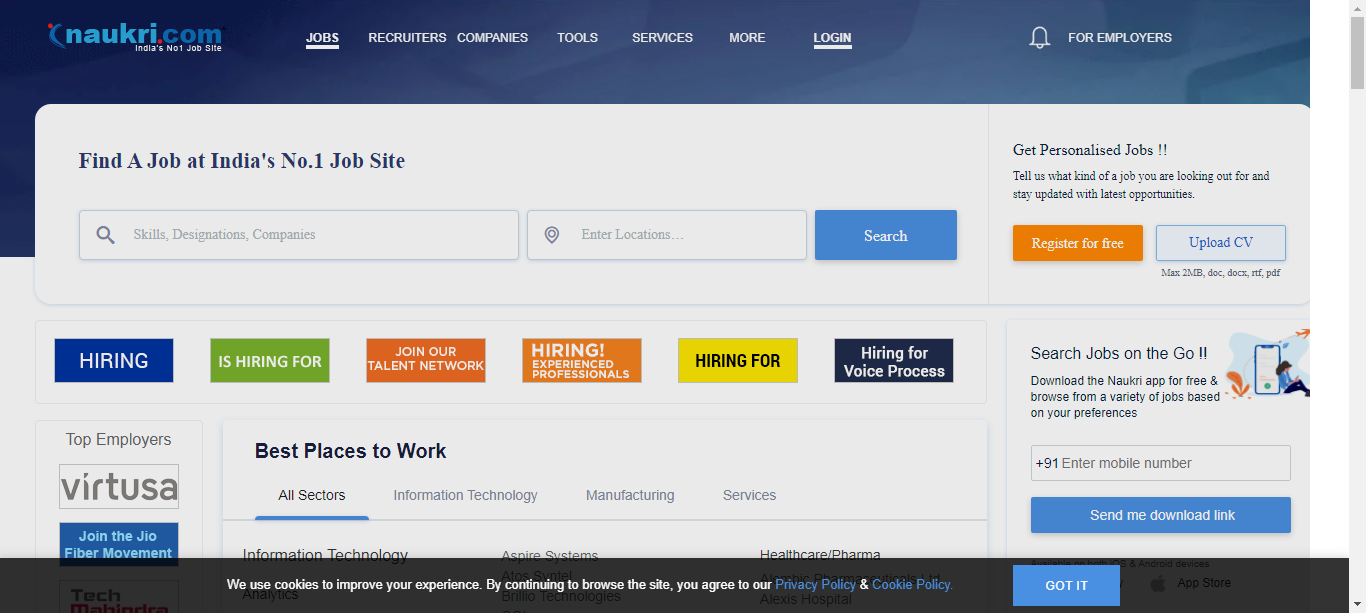 naukri.com
India's No1 Job Site
JOBS RECRUITERS COMPANIES TOOLS SERVICES MORE LOGIN FOR EMPLOYERS
Find A Job at India's No.1 Job Site
Skills, Designations, Companies
Enter Locations...
Search
Get Personalised Jobs !!
Tell us what kind of a job you are looking out for and
stay updated with latest opportunities.
Register for free
Upload CV
Max 2MB, doc, docx, rtf, pdf
HIRING
IS HIRING FOR
JOIN OUR
TALENT NETWORK
HIRING!
EXPERIENCED
PROFESSIONALS
HIRING FOR
Hiring for
Voice Process
Search Jobs on the Go !!
Download the Naukri app for free &
browse from a variety of jobs based
on your preferences
+91 Enter mobile number
Send me download link
Available on both iOS & Android devices
App Store
Top Employers
virtusa
Join the Jio
Fiber Movement
Tech
Mahindra
Best Places to Work
All Sectors Information Technology Manufacturing Services
Information Technology
Analytics
Aspire Systems
Atos Syntel
Brillio Technologies
Healthcare/Pharma
Alembic Pharmaceuticals Ltd
Alexis Hospital
We use cookies to improve your experience. By continuing to browse the site, you agree to our Privacy Policy & Cookie Policy.
GOT IT